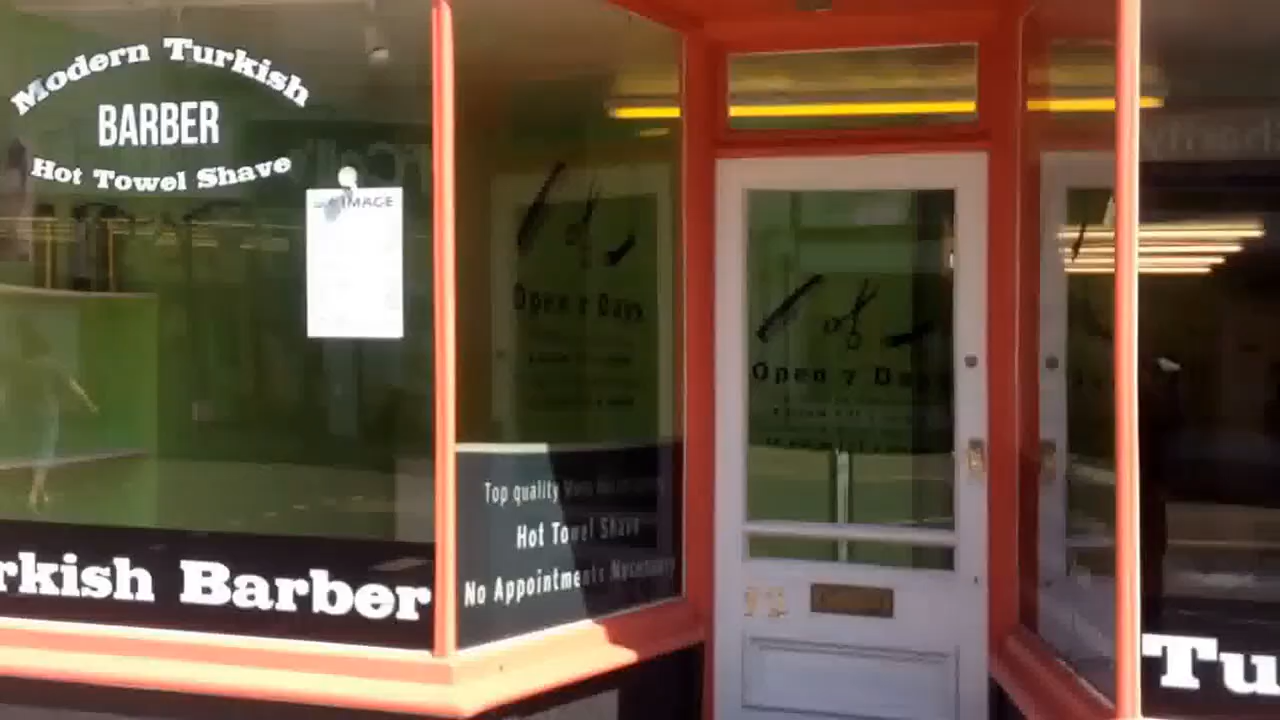 Modern Turkish
BARBER
Hot Towel Shave
IMAGE
Open 7 Days
Open 7 Days
Top quality
Hot Towel Shave
No Appointments Necessary
rkish Barber
Tu